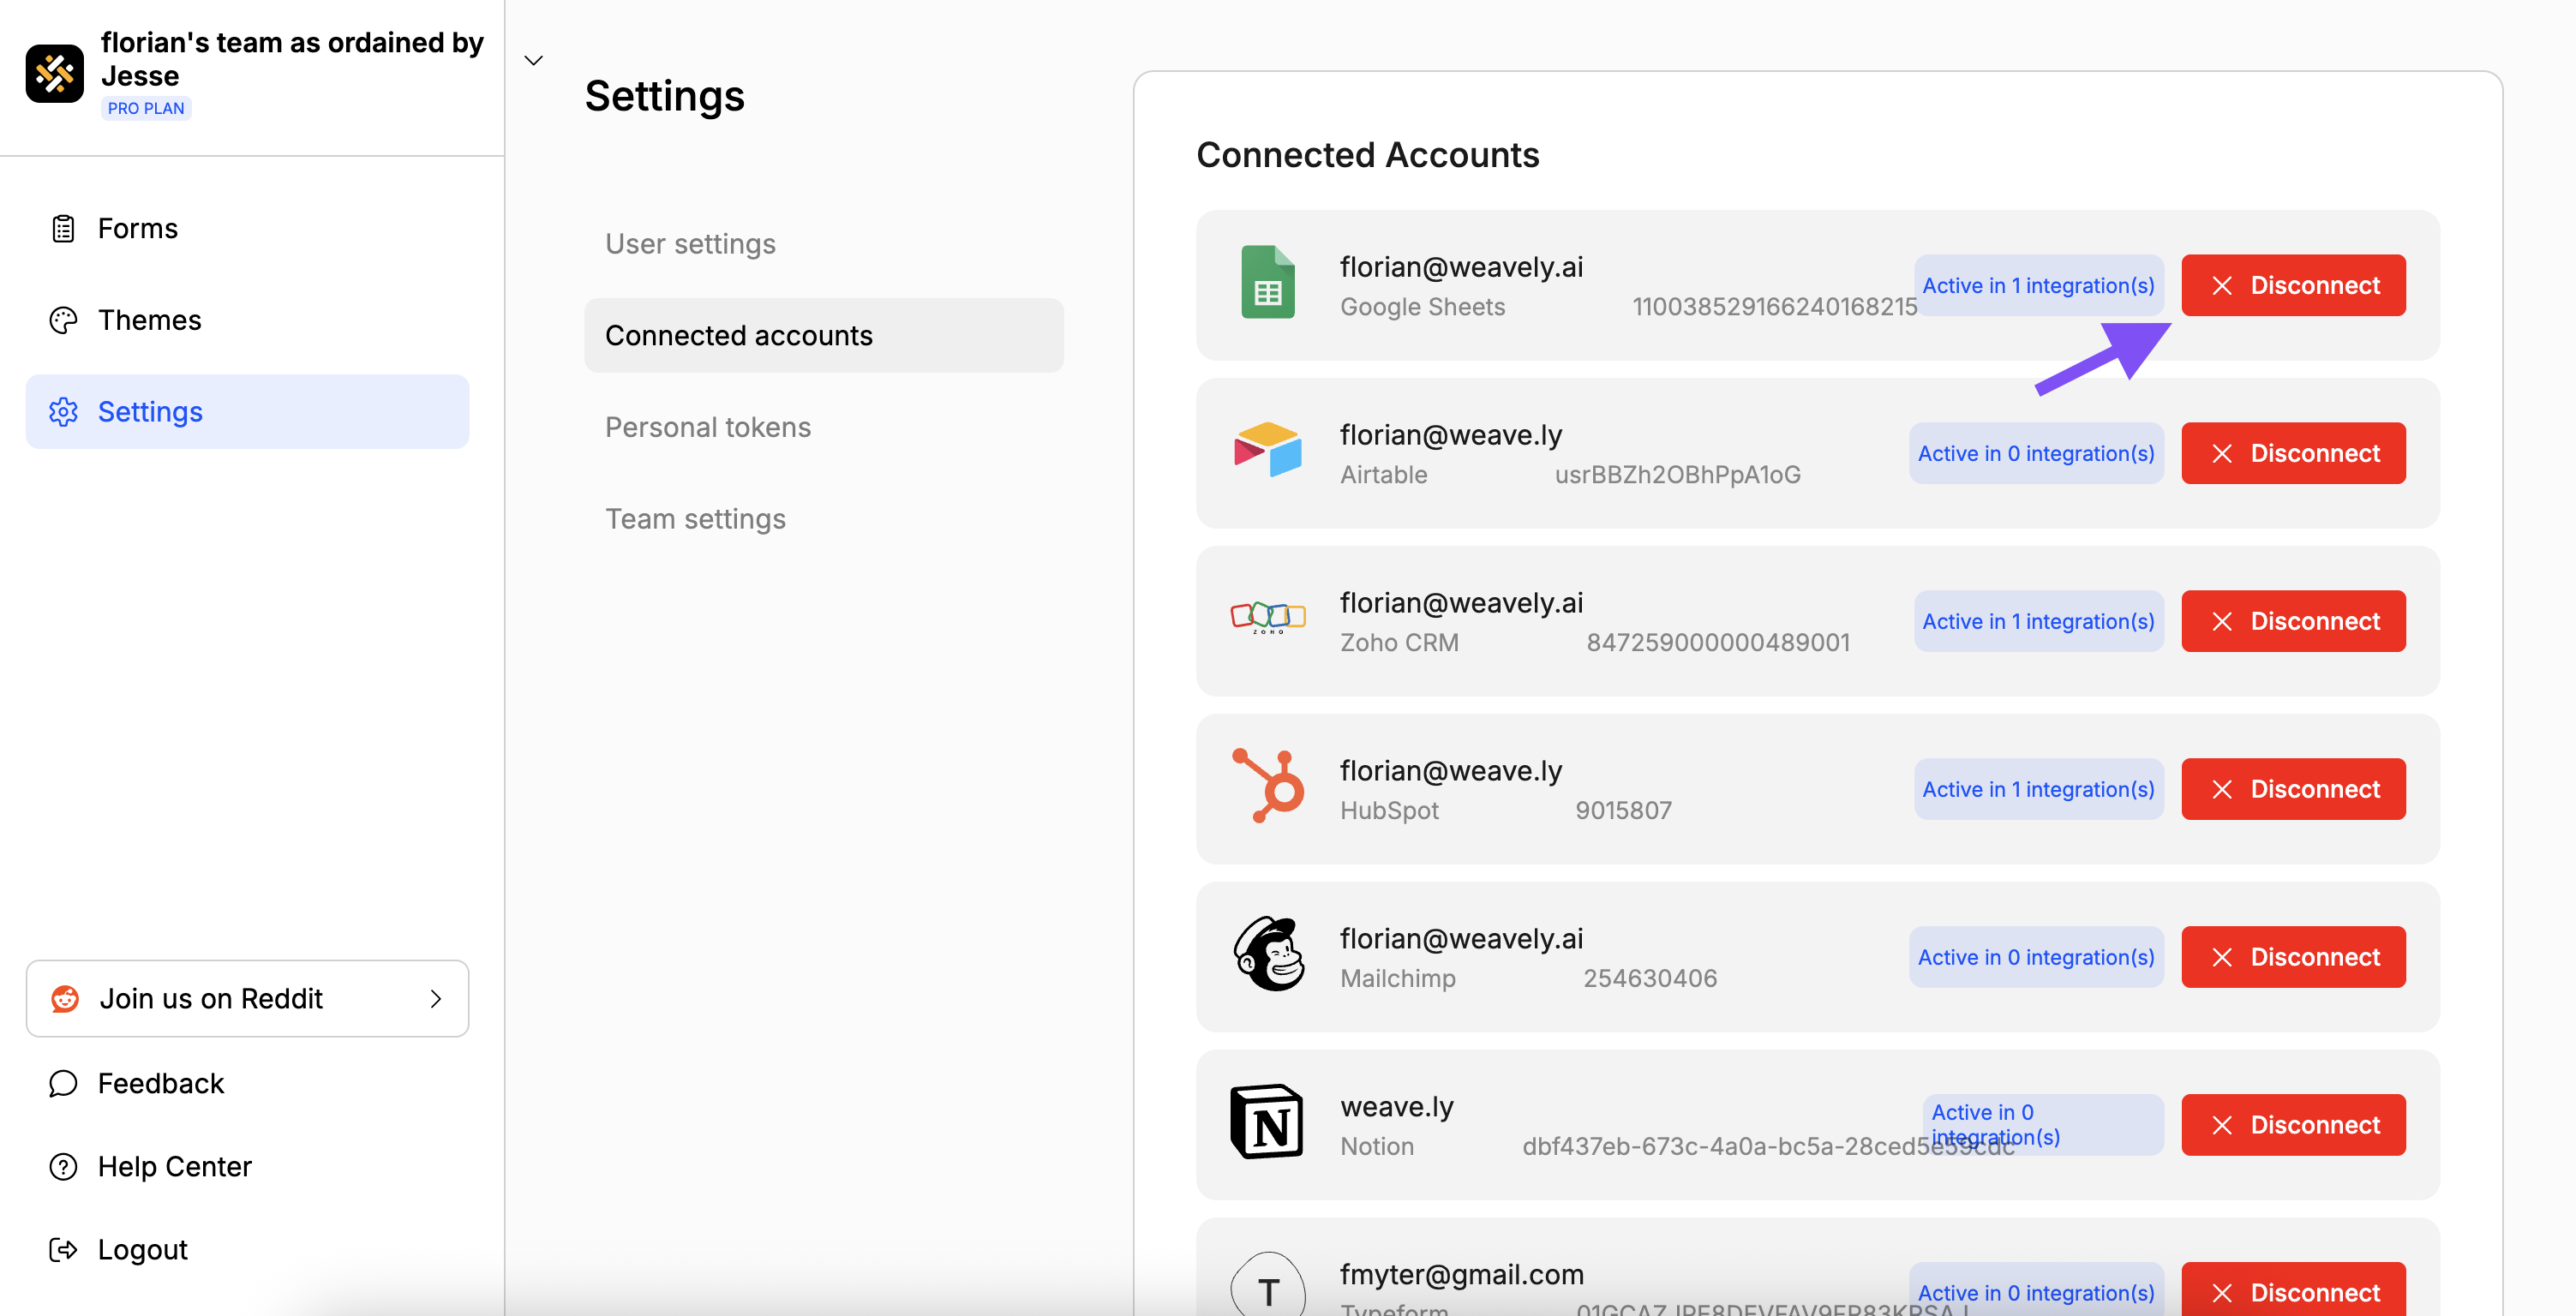 florian's team as ordained by
Jesse
PRO PLAN
Forms
Themes
Settings
Join us on Reddit
Feedback
Help Center
Logout
Settings
User settings
Connected accounts
Personal tokens
Team settings
Connected Accounts
florian@weavely.ai
Google Sheets 110038529166240168215
Active in 1 integration(s)
Disconnect
florian@weave.ly
Airtable usrBBZh2OBhPpA1oG
Active in 0 integration(s)
Disconnect
florian@weavely.ai
Zoho CRM 847259000000489001
ZOHO
Active in 1 integration(s)
Disconnect
florian@weave.ly
HubSpot 9015807
Active in 1 integration(s)
Disconnect
florian@weavely.ai
Mailchimp 254630406
Active in 0 integration(s)
Disconnect
N
weave.ly
Notion dbf437eb-673c-4a0a-bc5a-28ced5e59cdc
Active in 0
integration(s)
Disconnect
T
fmyter@gmail.com
Typeform
Active in 0 integration(s)
Disconnect